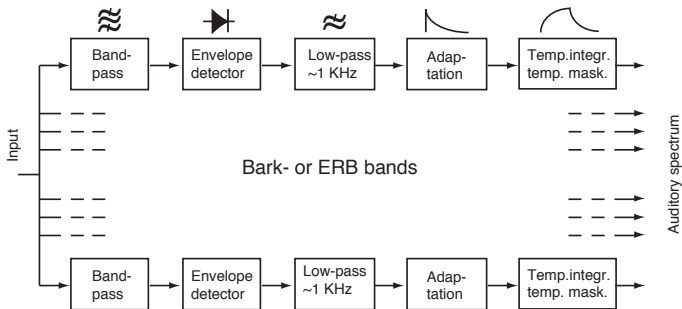 Band-
pass
Envelope
detector
Low-pass
~1 KHz
Adap-
tation
Temp.integr.
temp. mask.
Input
Bark- or ERB bands
Auditory spectrum
Band-
pass
Envelope
detector
Low-pass
~1 KHz
Adap-
tation
Temp.integr.
temp. mask.